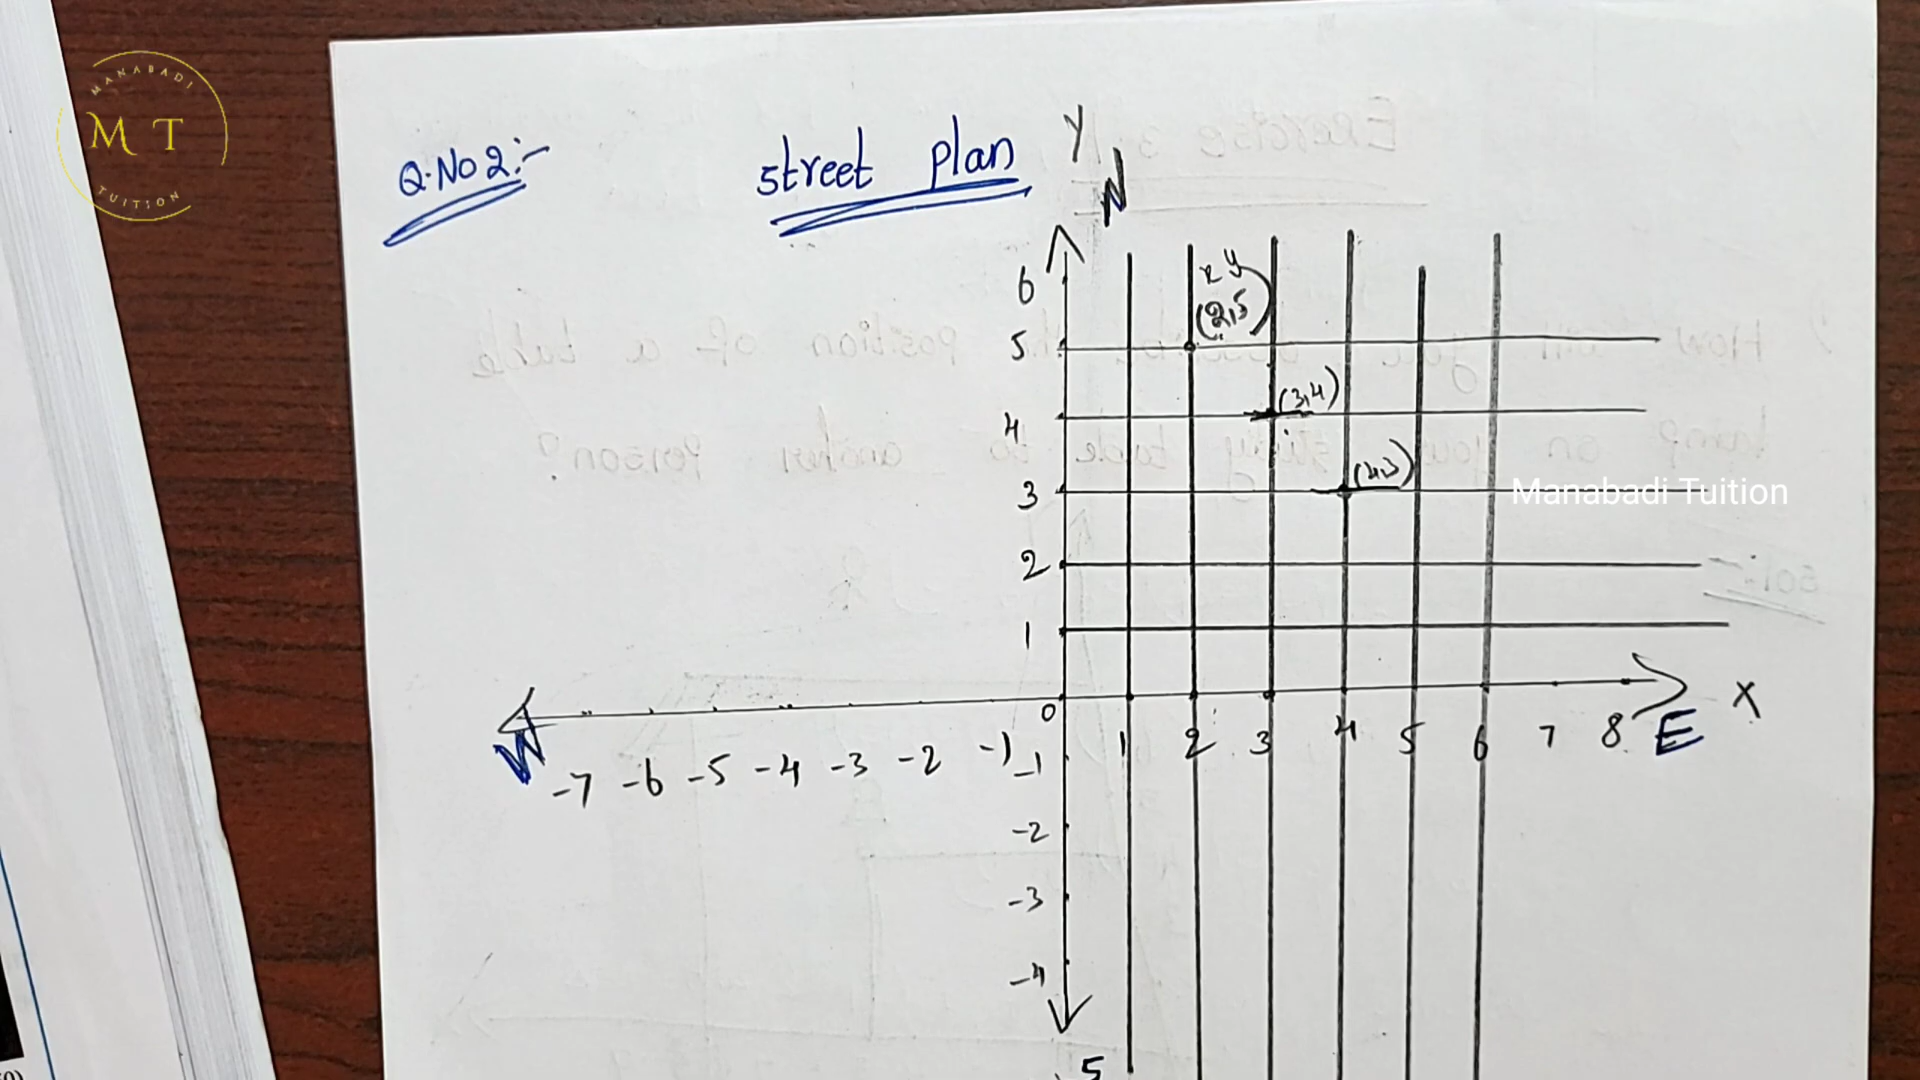 MANABADI
M T
TUITION
Q.No 2:-
street plan
Y
N
6
x y
(2,5)
5
(3,4)
4
(4,3)
3
Manabadi Tuition
2
1
0
X
W
E
-7 -6 -5 -4 -3 -2 -1
1 2 3 4 5 6 7 8
-1
-2
-3
-4
5